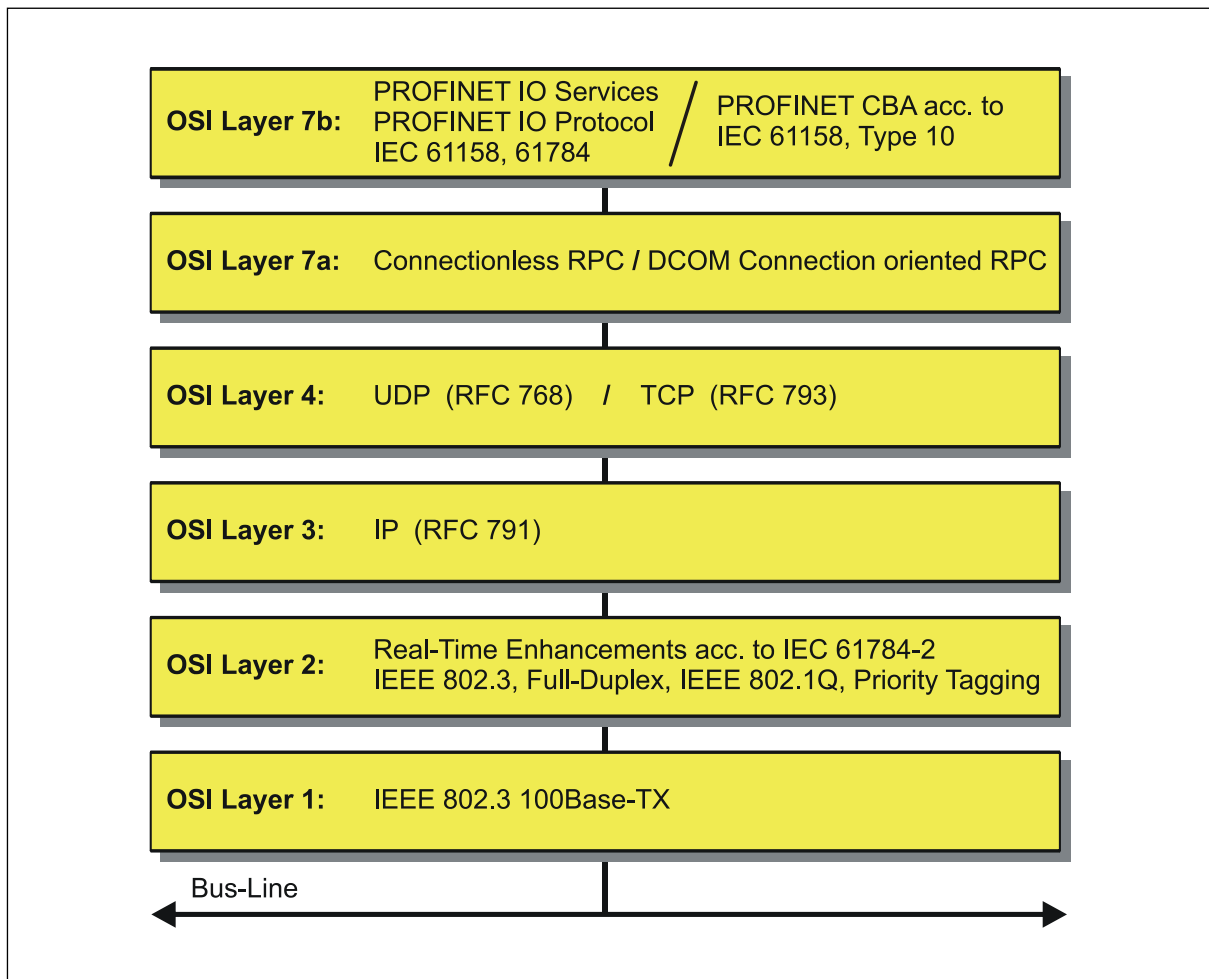 OSI Layer 7b:
PROFINET IO Services
PROFINET IO Protocol
IEC 61158, 61784
/
PROFINET CBA acc. to
IEC 61158, Type 10
OSI Layer 7a: Connectionless RPC / DCOM Connection oriented RPC
OSI Layer 4: UDP (RFC 768) / TCP (RFC 793)
OSI Layer 3: IP (RFC 791)
OSI Layer 2:
Real-Time Enhancements acc. to IEC 61784-2
IEEE 802.3, Full-Duplex, IEEE 802.1Q, Priority Tagging
OSI Layer 1: IEEE 802.3 100Base-TX
Bus-Line